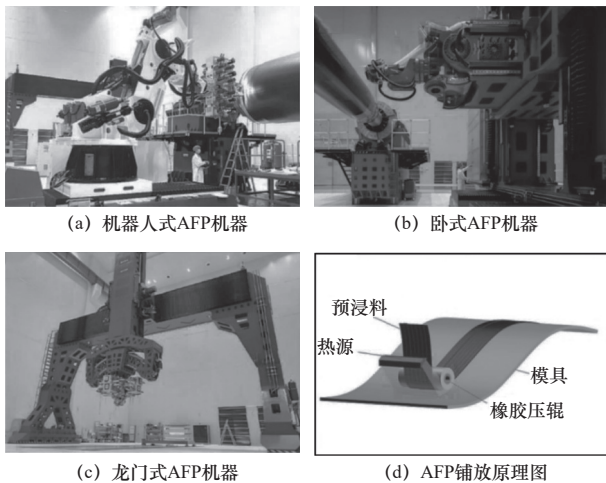 (a) 机器人式AFP机器
(b) 卧式AFP机器
预浸料
热源
模具
橡胶压辊
(c) 龙门式AFP机器
(d) AFP铺放原理图